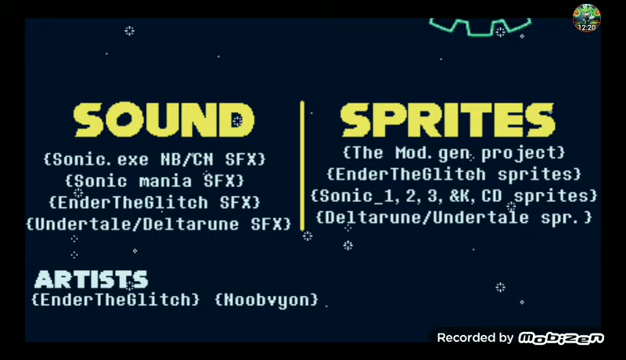 12:20
SOUND
{Sonic.exe NB/CN SFX}
{Sonic mania SFX}
{EnderTheGlitch SFX}
{Undertale/Deltarune SFX}
SPRITES
{The Mod.gen project}
{EnderTheGlitch sprites}
{Sonic_1, 2, 3, &K, CD sprites}
{Deltarune/Undertale spr. }
ARTISTS
{EnderTheGlitch} {Noobvyon}
Recorded by Mobizen